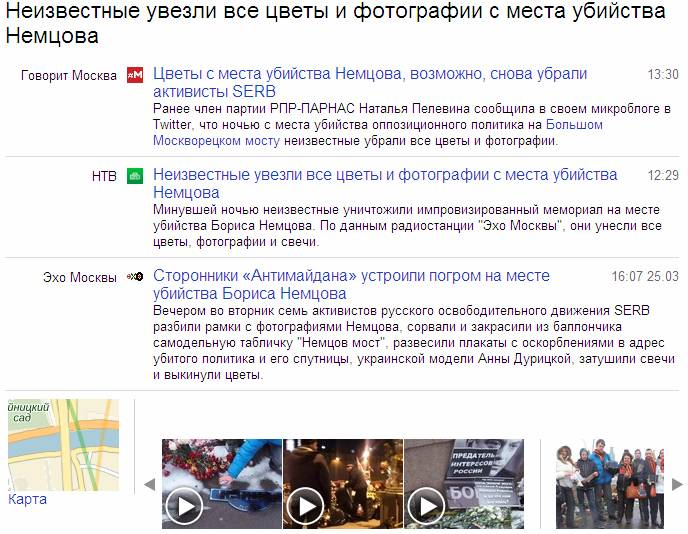 Неизвестные увезли все цветы и фотографии с места убийства
Немцова
Говорит Москва
Цветы с места убийства Немцова, возможно, снова убрали
активисты SERB
13:30
Ранее член партии РПР-ПАРНАС Наталья Пелевина сообщила в своем микроблоге в
Twitter, что ночью с места убийства оппозиционного политика на Большом
Москворецком мосту неизвестные убрали все цветы и фотографии.
НТВ
Неизвестные увезли все цветы и фотографии с места убийства
Немцова
12:29
Минувшей ночью неизвестные уничтожили импровизированный мемориал на месте
убийства Бориса Немцова. По данным радиостанции "Эхо Москвы", они унесли все
цветы, фотографии и свечи.
Эхо Москвы
Сторонники «Антимайдана» устроили погром на месте
убийства Бориса Немцова
16:07 25.03
Вечером во вторник семь активистов русского освободительного движения SERB
разбили рамки с фотографиями Немцова, сорвали и закрасили из баллончика
самодельную табличку "Немцов мост", развесили плакаты с оскорблениями в адрес
убитого политика и его спутницы, украинской модели Анны Дурицкой, затушили свечи
и выкинули цветы.
йницкий
сад
Карта
ПРЕДАТЕЛЬ
ИНТЕРЕССОВ
РОССИИ